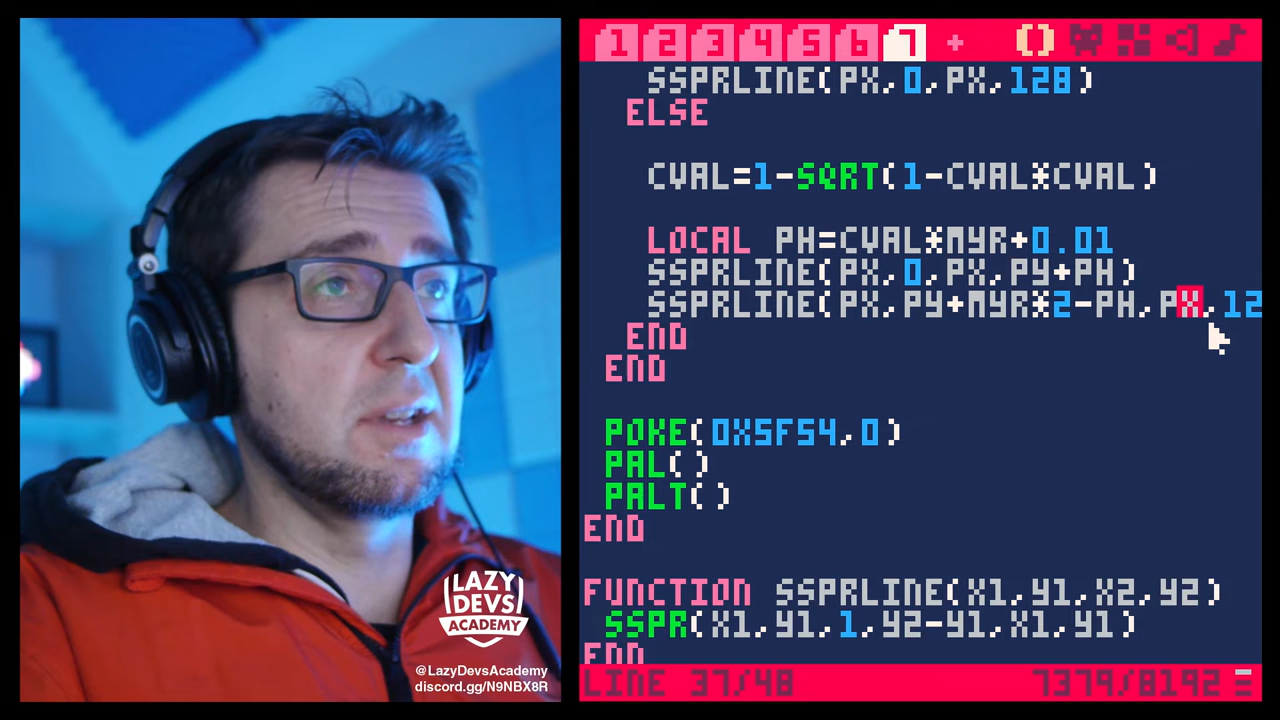 1 2 3 4 5 6 7 + ()
SSPRLINE(PX,0,PX,128)
ELSE
CVAL=1-SQRT(1-CVAL*CVAL)
LOCAL PH=CVAL*MYR+0.01
SSPRLINE(PX,0,PX,PY+PH)
SSPRLINE(PX,PY+MYR*2-PH,PX,12
END
END
POKE(0X5F54,0)
PAL()
PALT()
END
FUNCTION SSPRLINE(X1,Y1,X2,Y2)
SSPR(X1,Y1,1,Y2-Y1,X1,Y1)
END
LINE 37/48 7379/8192
LAZY
DEVS
ACADEMY
@LazyDevsAcademy
discord.gg/N9NBX8R